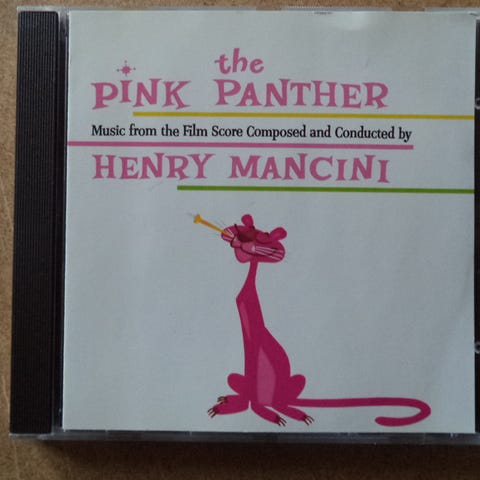 the
PINK PANTHER
Music from the Film Score Composed and Conducted by
HENRY MANCINI